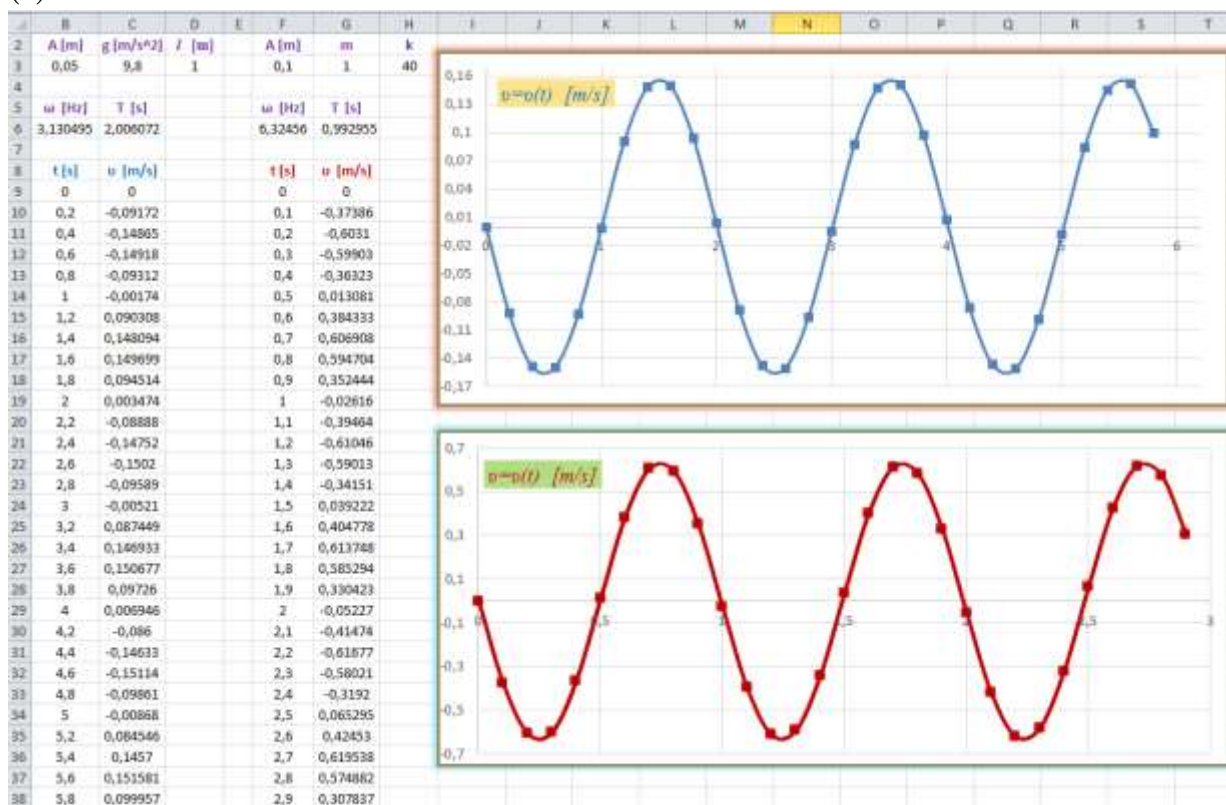 B C D E F G H I J K L M N O P Q R S T
2 A [m] g [m/s^2] l [m] A [m] m k
3 0,05 9,8 1 0,1 1 40
4
5 ω [Hz] T [s] ω [Hz] T [s]
6 3,130495 2,006072 6,32456 0,992955
7
8 t [s] υ [m/s] t [s] υ [m/s]
9 0 0 0 0
10 0,2 -0,09172 0,1 -0,37386
11 0,4 -0,14865 0,2 -0,6031
12 0,6 -0,14918 0,3 -0,59903
13 0,8 -0,09312 0,4 -0,36323
14 1 -0,00174 0,5 0,013081
15 1,2 0,090308 0,6 0,384333
16 1,4 0,148094 0,7 0,606908
17 1,6 0,149699 0,8 0,594704
18 1,8 0,094514 0,9 0,352444
19 2 0,003474 1 -0,02616
20 2,2 -0,08888 1,1 -0,39464
21 2,4 -0,14752 1,2 -0,61046
22 2,6 -0,1502 1,3 -0,59013
23 2,8 -0,09589 1,4 -0,34151
24 3 -0,00521 1,5 0,039222
25 3,2 0,087449 1,6 0,404778
26 3,4 0,146933 1,7 0,613748
27 3,6 0,150677 1,8 0,585294
28 3,8 0,09726 1,9 0,330423
29 4 0,006946 2 -0,05227
30 4,2 -0,086 2,1 -0,41474
31 4,4 -0,14633 2,2 -0,61677
32 4,6 -0,15114 2,3 -0,58021
33 4,8 -0,09861 2,4 -0,3192
34 5 -0,00868 2,5 0,065295
35 5,2 0,084546 2,6 0,42453
36 5,4 0,1457 2,7 0,619538
37 5,6 0,151581 2,8 0,574882
38 5,8 0,099957 2,9 0,307837
υ=υ(t) [m/s]
0,16
0,13
0,1
0,07
0,04
0,01
-0,02
-0,05
-0,08
-0,11
-0,14
-0,17
0 1 2 3 4 5 6
υ=υ(t) [m/s]
0,7
0,5
0,3
0,1
-0,1
-0,3
-0,5
-0,7
3